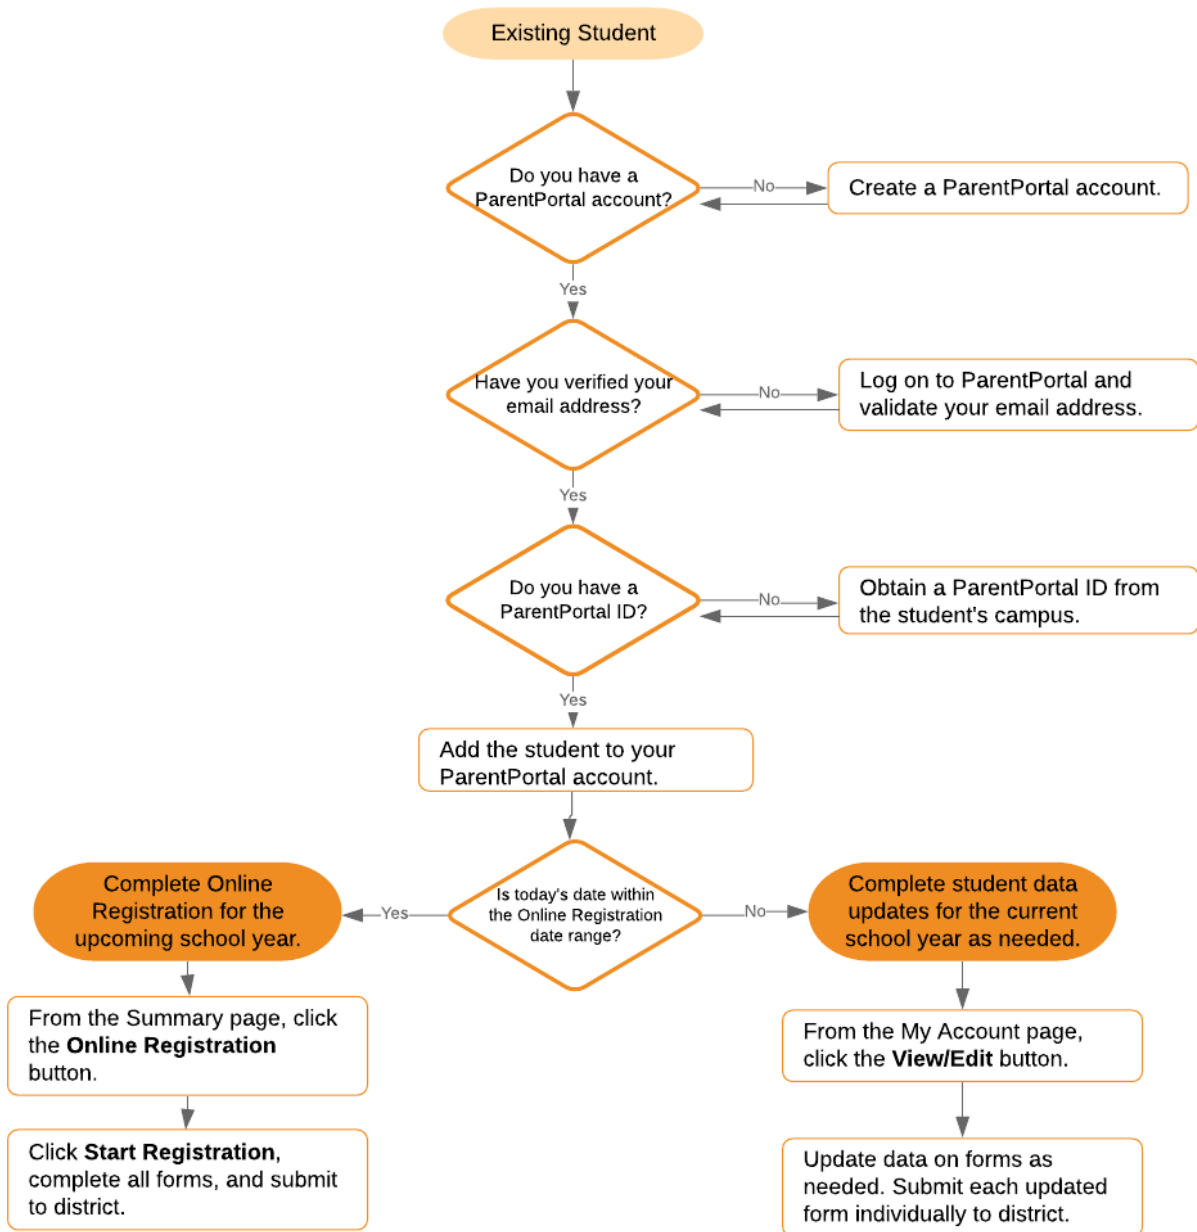 Existing Student
Do you have a
ParentPortal account?
No
Create a ParentPortal account.
Yes
Have you verified your
email address?
No
Log on to ParentPortal and
validate your email address.
Yes
Do you have a
ParentPortal ID?
No
Obtain a ParentPortal ID from
the student's campus.
Yes
Add the student to your
ParentPortal account.
Is today's date within
the Online Registration
date range?
Yes
Complete Online
Registration for the
upcoming school year.
From the Summary page, click
the Online Registration
button.
Click Start Registration,
complete all forms, and submit
to district.
No
Complete student data
updates for the current
school year as needed.
From the My Account page,
click the View/Edit button.
Update data on forms as
needed. Submit each updated
form individually to district.